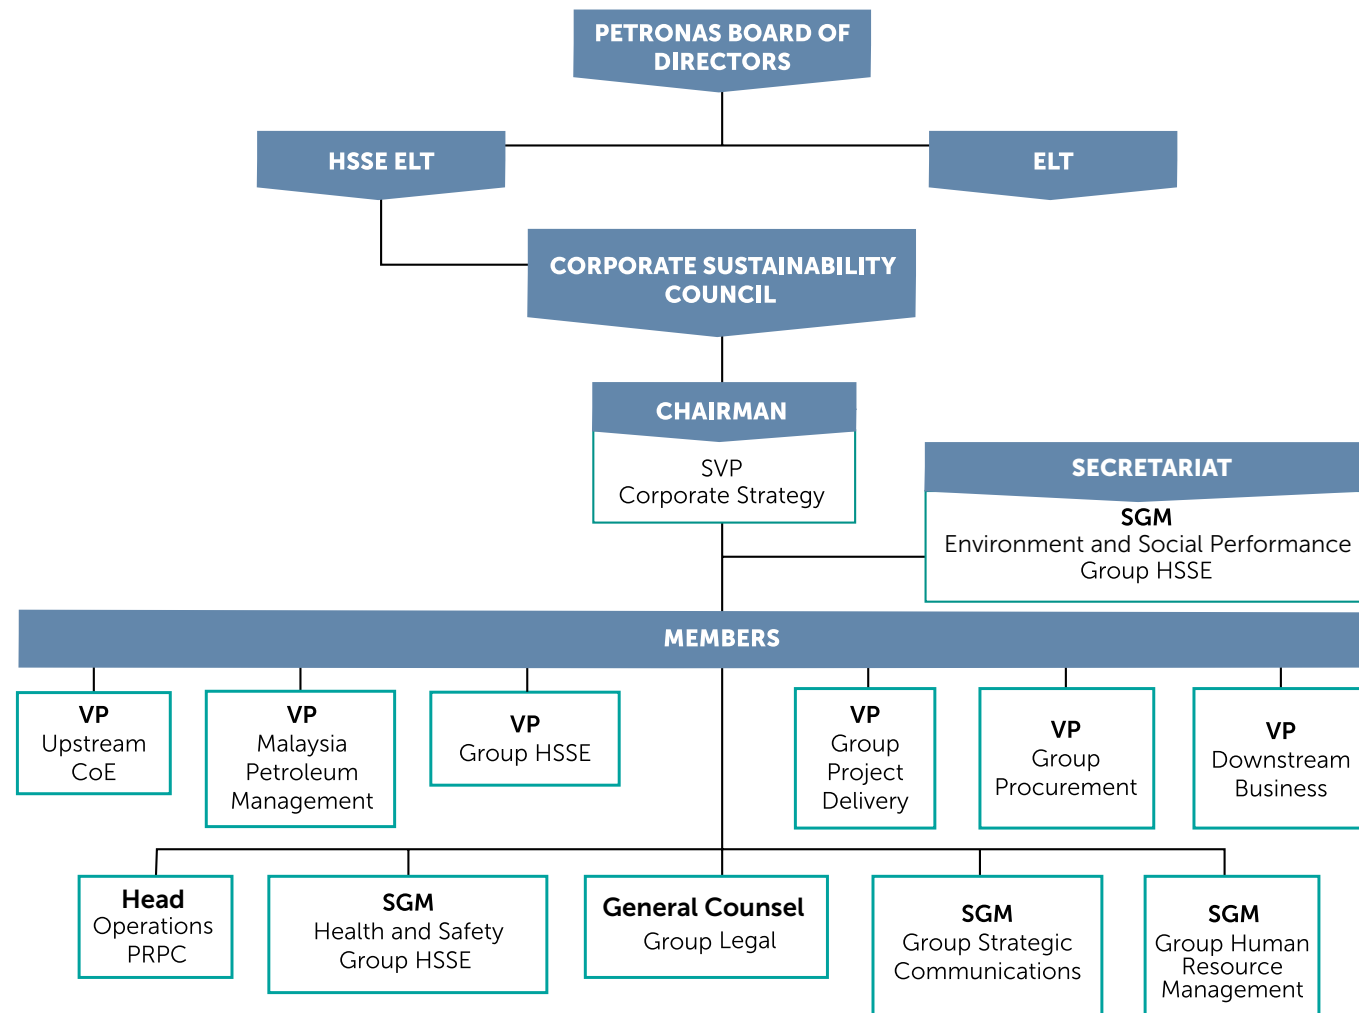 PETRONAS BOARD OF
DIRECTORS
HSSE ELT
ELT
CORPORATE SUSTAINABILITY
COUNCIL
CHAIRMAN
SVP
Corporate Strategy
SECRETARIAT
SGM
Environment and Social Performance
Group HSSE
MEMBERS
VP
Upstream
CoE
VP
Malaysia
Petroleum
Management
VP
Group HSSE
VP
Group
Project
Delivery
VP
Group
Procurement
VP
Downstream
Business
Head
Operations
PRPC
SGM
Health and Safety
Group HSSE
General Counsel
Group Legal
SGM
Group Strategic
Communications
SGM
Group Human
Resource
Management